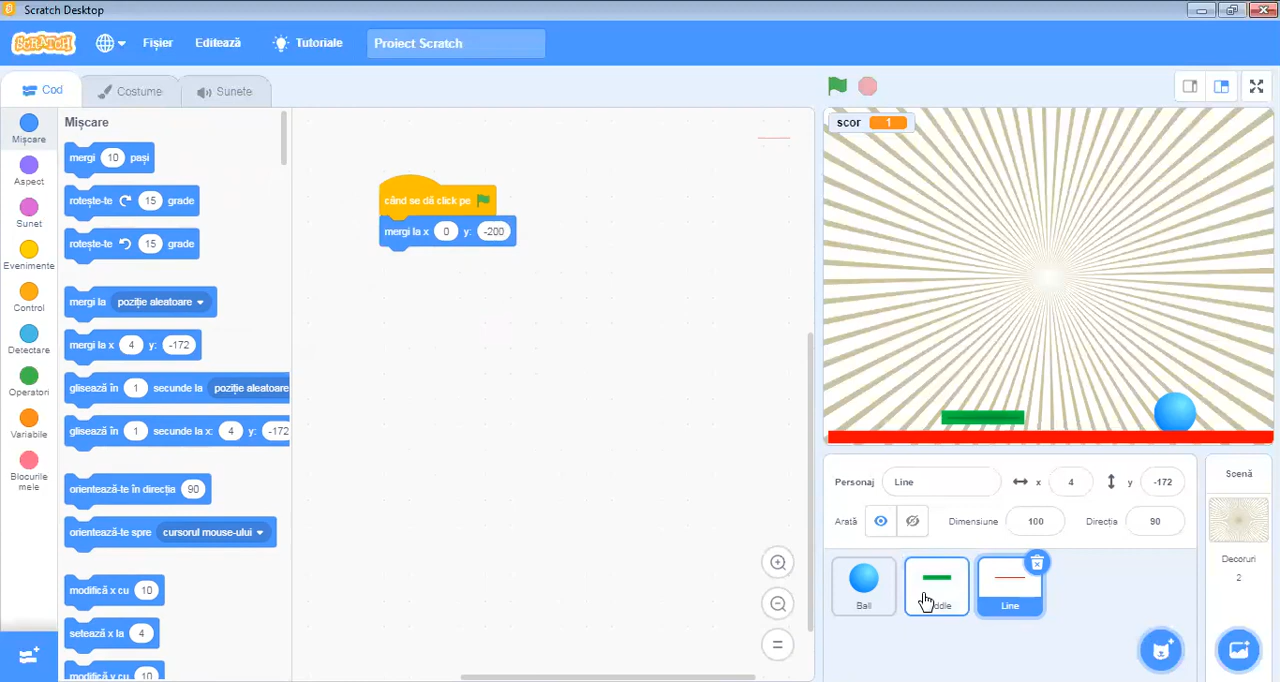 Scratch Desktop
SCRATCH
Fișier
Editează
Tutoriale
Proiect Scratch
Cod
Costume
Sunete
Mișcare
Aspect
Sunet
Evenimente
Control
Detectare
Operatori
Variabile
Blocurile
mele
Mișcare
mergi 10 pași
rotește-te 15 grade
rotește-te 15 grade
mergi la poziție aleatoare
mergi la x 4 y: -172
glisează în 1 secunde la poziție aleatoare
glisează în 1 secunde la x: 4 y: -172
orientează-te în direcția 90
orientează-te spre cursorul mouse-ului
modifică x cu 10
setează x la 4
modifică y cu 10
când se dă click pe
mergi la x 0 y: -200
scor 1
Personaj Line x 4 y -172
Arată Dimensiune 100 Direcția 90
Ball
Line
Scenă
Decoruri
2